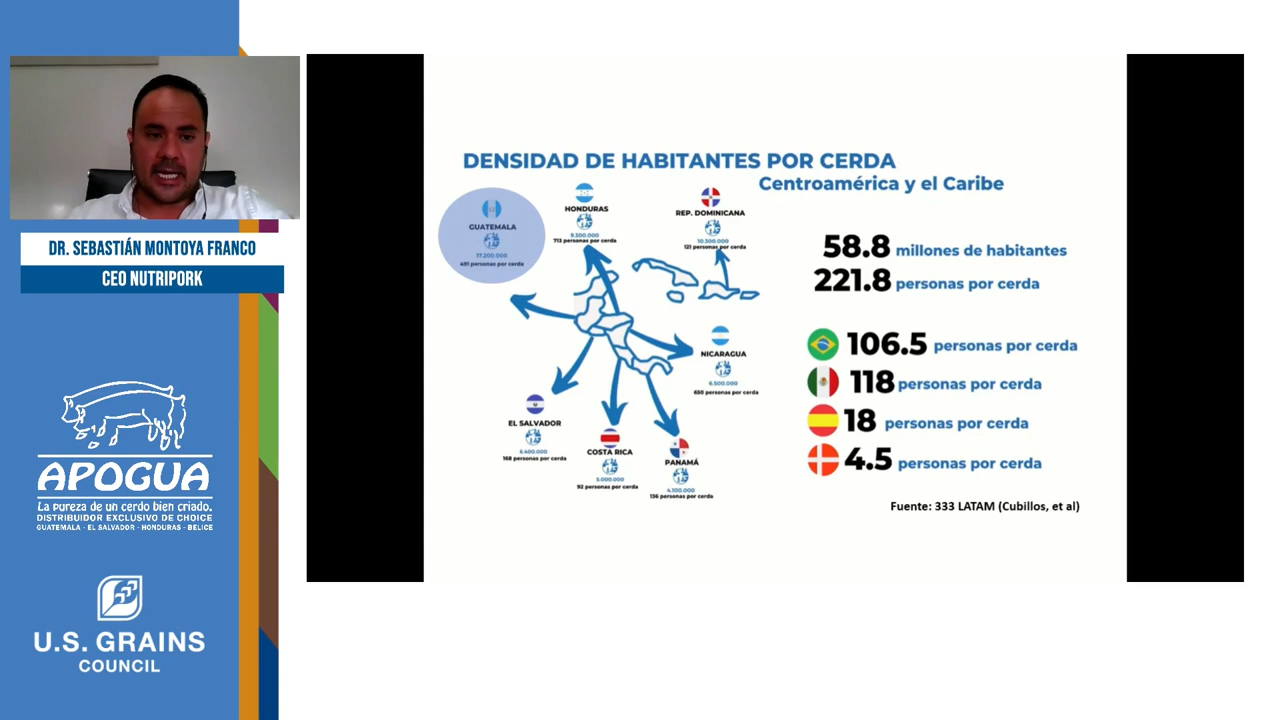 DR. SEBASTIÁN MONTOYA FRANCO
CEO NUTRIPORK
APOGUA
La pureza de un cerdo bien criado.
DISTRIBUIDOR EXCLUSIVO DE CHOICE
GUATEMALA - EL SALVADOR - HONDURAS - BELICE
U.S. GRAINS
COUNCIL
DENSIDAD DE HABITANTES POR CERDA
Centroamérica y el Caribe
GUATEMALA
17.200.000
491 personas por cerda
HONDURAS
9.300.000
713 personas por cerda
REP. DOMINICANA
10.300.000
121 personas por cerda
NICARAGUA
6.500.000
650 personas por cerda
EL SALVADOR
6.400.000
168 personas por cerda
COSTA RICA
5.000.000
92 personas por cerda
PANAMÁ
4.100.000
136 personas por cerda
58.8 millones de habitantes
221.8 personas por cerda
106.5 personas por cerda
118 personas por cerda
18 personas por cerda
4.5 personas por cerda
Fuente: 333 LATAM (Cubillos, et al)